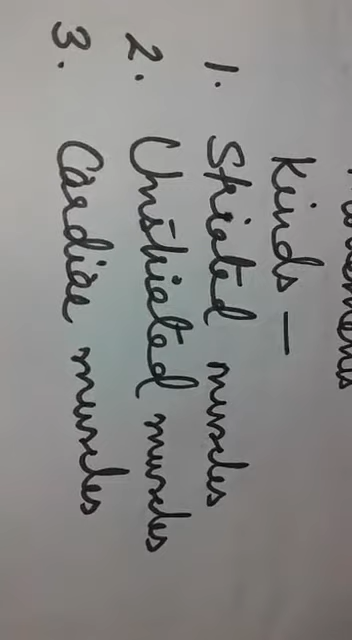 Kinds —
1. Striated muscles
2. Unstriated muscles
3. Cardiac muscles